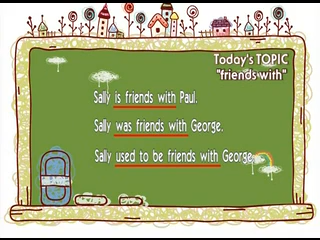 Today's TOPIC
"friends with"
Sally is friends with Paul.
Sally was friends with George.
Sally used to be friends with George.